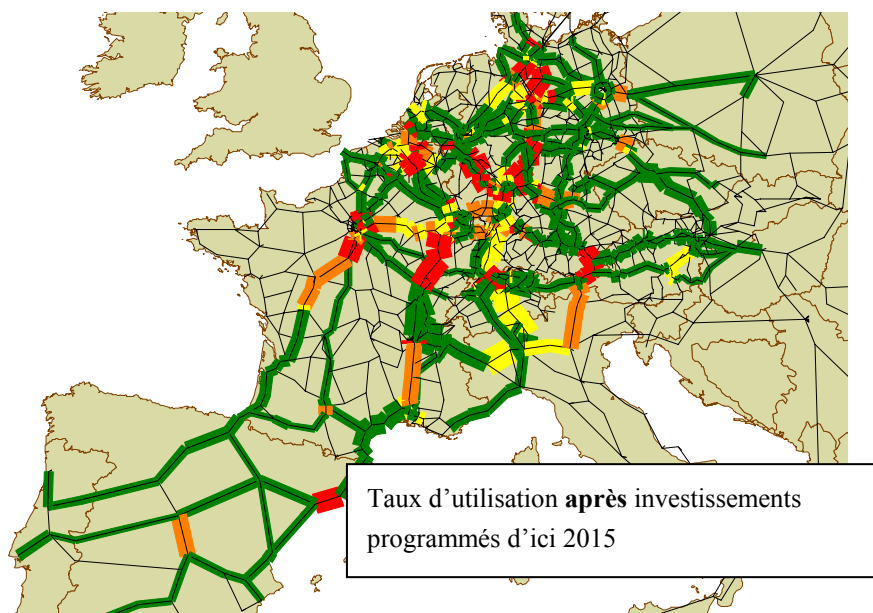 Taux d’utilisation après investissements
programmés d’ici 2015